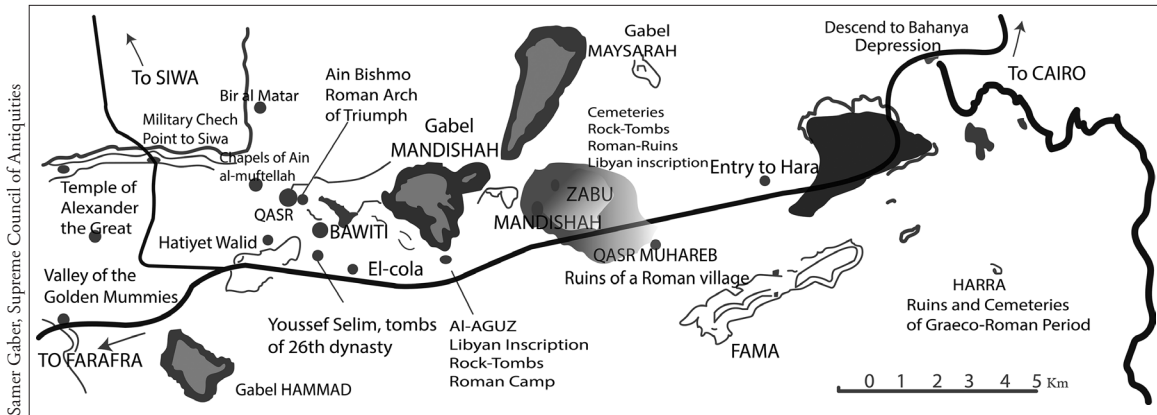 Samer Gaber, Supreme Council of Antiquities
To SIWA
Bir al Matar
Military Chech
Point to Siwa
Chapels of Ain
al-muftellah
Temple of
Alexander
the Great
Valley of the
Golden Mummies
TO FARAFRA
Hatiyet Walid
QASR
Ain Bishmo
Roman Arch
of Triumph
BAWITI
El-cola
Youssef Selim, tombs
of 26th dynasty
Gabel HAMMAD
Gabel
MANDISHAH
Al-AGUZ
Libyan Inscription
Rock-Tombs
Roman Camp
Gabel
MAYSARAH
Cemeteries
Rock-Tombs
Roman-Ruins
Libyan inscription
ZABU
MANDISHAH
QASR MUHAREB
Ruins of a Roman village
Entry to Hara
FAMA
Descend to Bahanya
Depression
To CAIRO
HARRA
Ruins and Cemeteries
of Graeco-Roman Period
0 1 2 3 4 5 Km